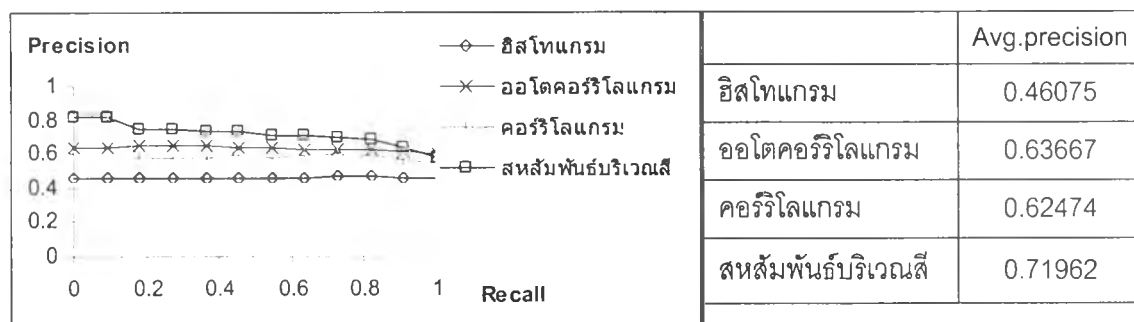 Precision
1
0.8
0.6
0.4
0.2
0
0 0.2 0.4 0.6 0.8 1
Recall
ฮิสโทแกรม
ออโตคอร์ริโลแกรม
คอร์ริโลแกรม
สหสัมพันธ์บริเวณสี
Avg.precision
ฮิสโทแกรม 0.46075
ออโตคอร์ริโลแกรม 0.63667
คอร์ริโลแกรม 0.62474
สหสัมพันธ์บริเวณสี 0.71962